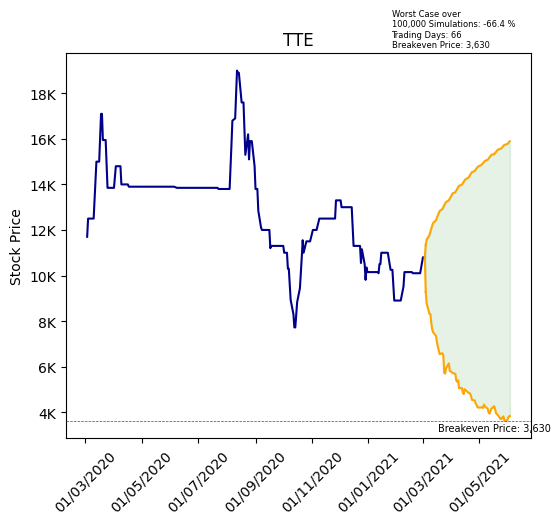 Worst Case over
100,000 Simulations: -66.4 %
Trading Days: 66
Breakeven Price: 3,630
TTE
Stock Price
18K
16K
14K
12K
10K
8K
6K
4K
Breakeven Price: 3,630
01/03/2020
01/05/2020
01/07/2020
01/09/2020
01/11/2020
01/01/2021
01/03/2021
01/05/2021